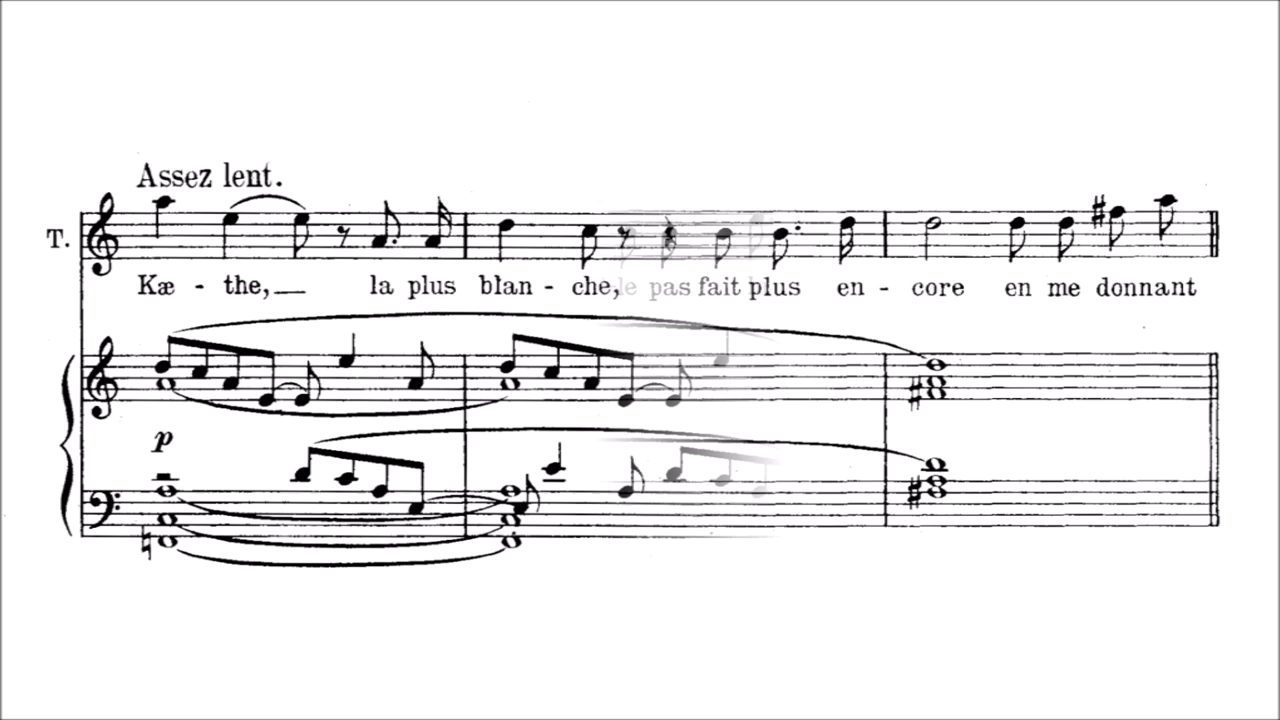 Assez lent.
T.
Kæ - the, la plus blan - che, le pas fait plus en - core en me donnant
p